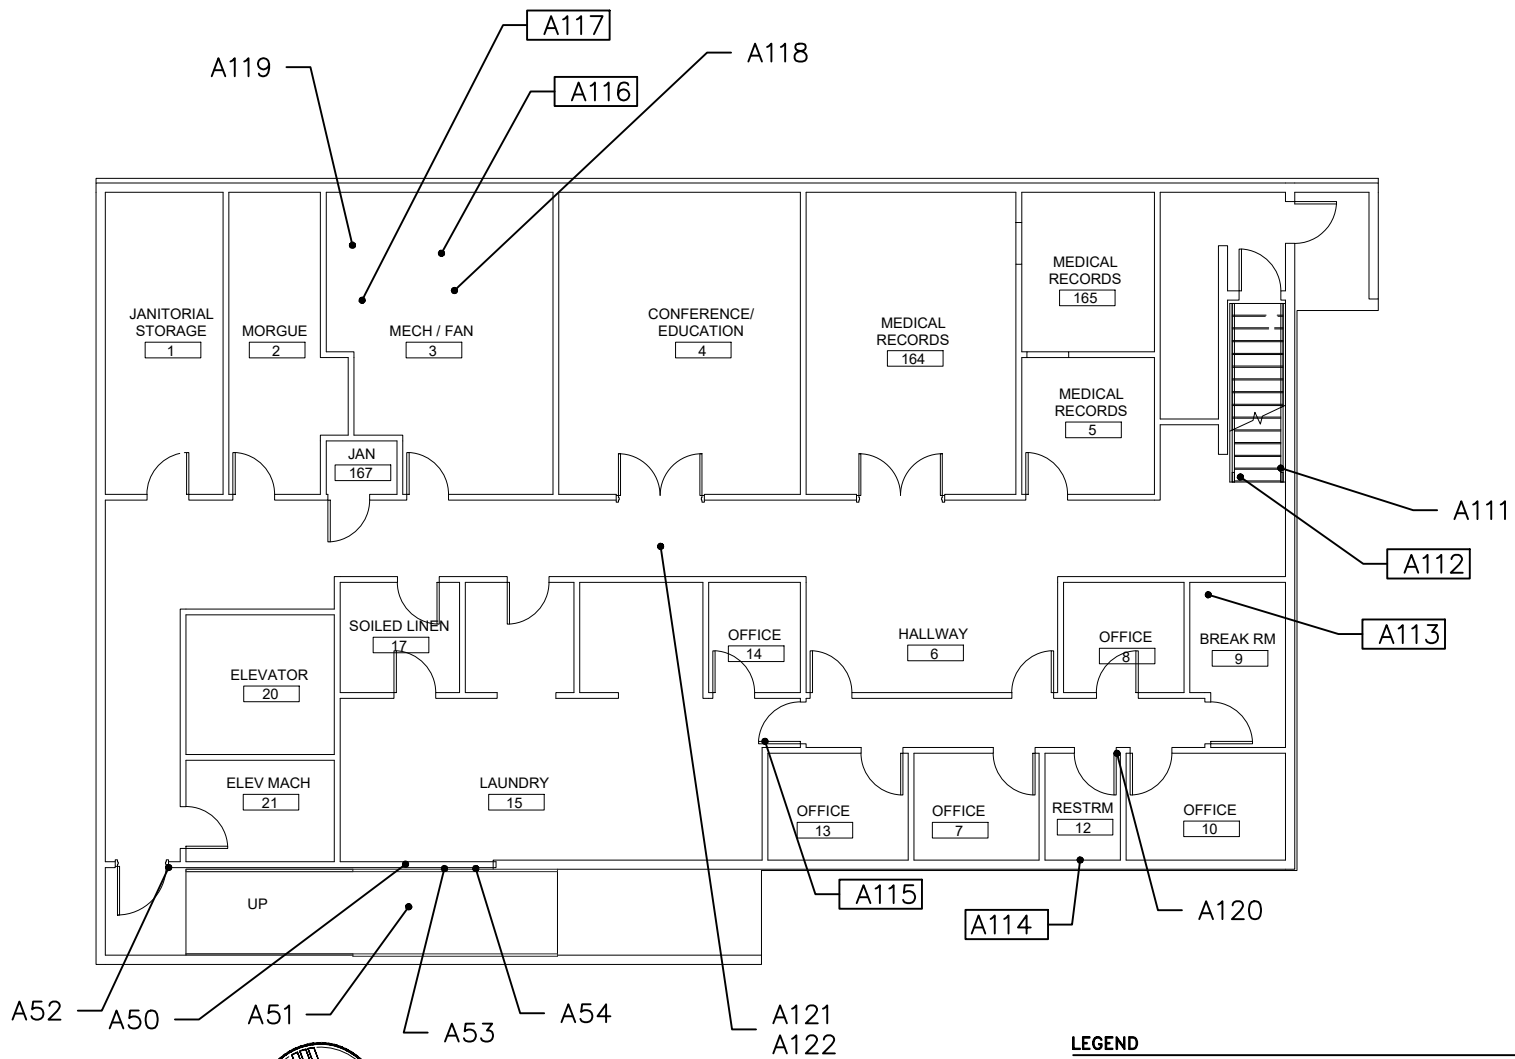 A117
A118
A119
A116
JANITORIAL
STORAGE
1
MORGUE
2
MECH / FAN
3
CONFERENCE/
EDUCATION
4
MEDICAL
RECORDS
164
MEDICAL
RECORDS
165
MEDICAL
RECORDS
5
JAN
167
A111
A112
A113
SOILED LINEN
17
OFFICE
14
HALLWAY
6
OFFICE
8
BREAK RM
9
ELEVATOR
20
ELEV MACH
21
LAUNDRY
15
OFFICE
13
OFFICE
7
RESTRM
12
OFFICE
10
UP
A115
A114
A120
A52
A50
A51
A53
A54
A121
A122
LEGEND